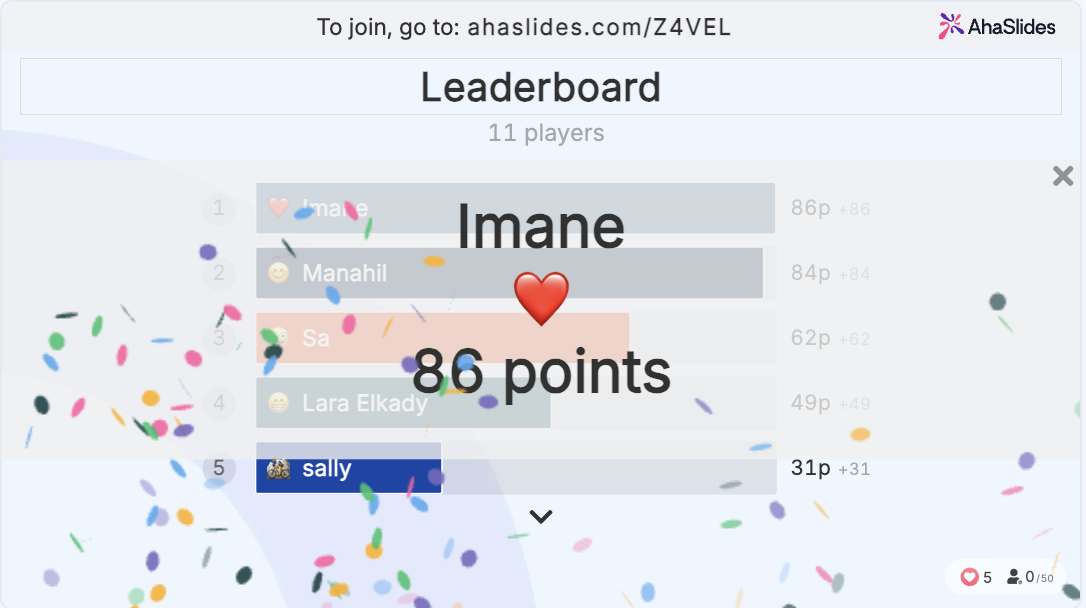 To join, go to: ahaslides.com/Z4VEL
AhaSlides
Leaderboard
11 players
1 Imane 86p +86
Imane
2 Manahil 84p +84
3 Sa 62p +62
86 points
4 Lara Elkady 49p +49
5 sally 31p +31
5 0/50